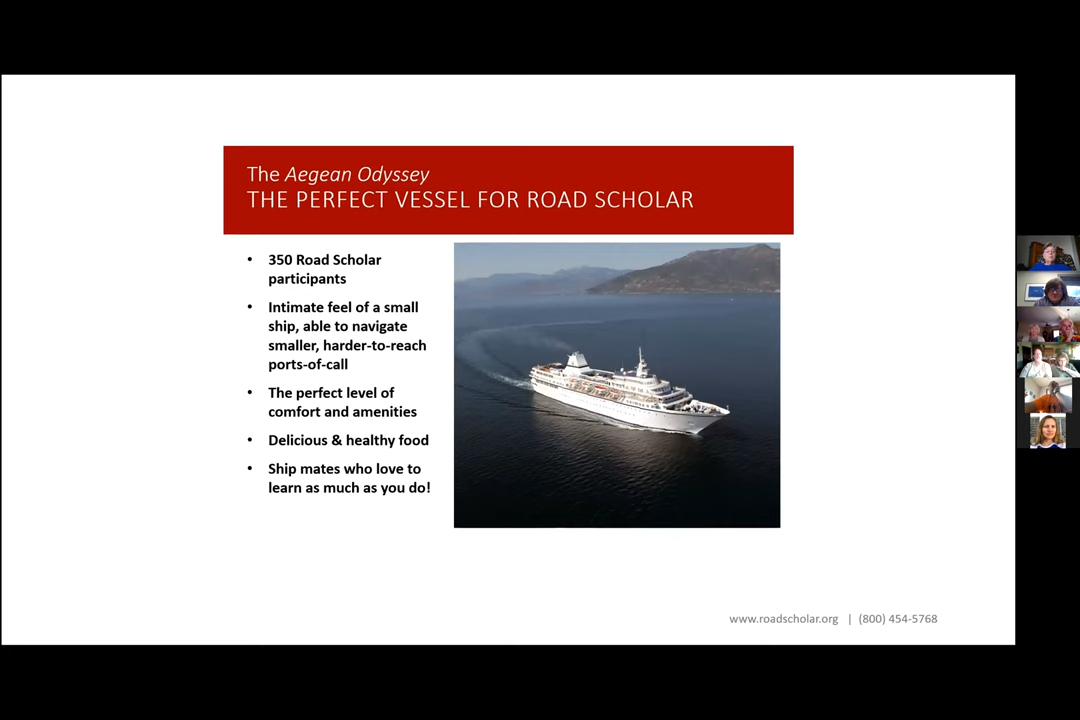 The Aegean Odyssey
THE PERFECT VESSEL FOR ROAD SCHOLAR
• 350 Road Scholar
participants
• Intimate feel of a small
ship, able to navigate
smaller, harder-to-reach
ports-of-call
• The perfect level of
comfort and amenities
• Delicious & healthy food
• Ship mates who love to
learn as much as you do!
www.roadscholar.org | (800) 454-5768